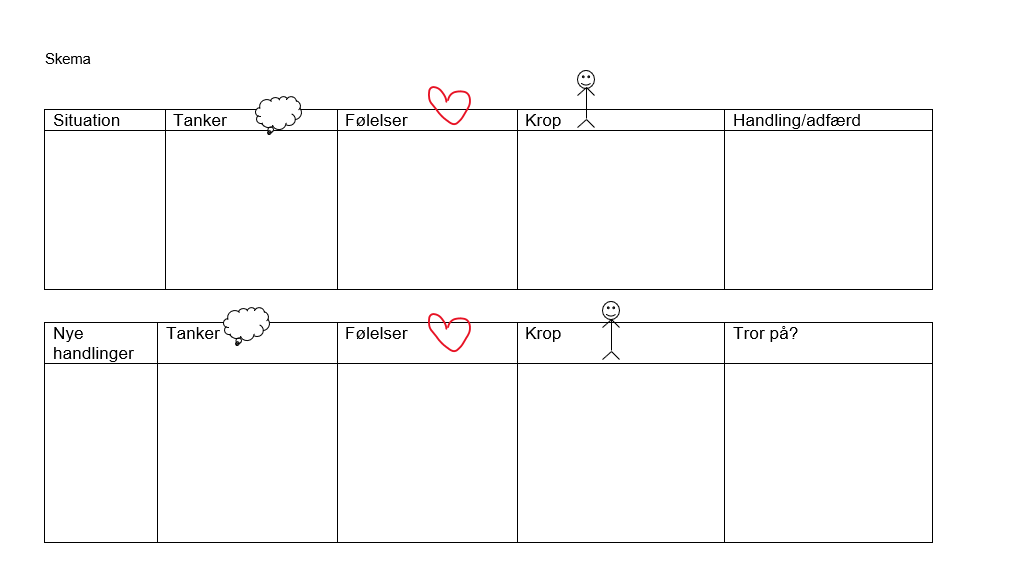 Skema
Situation Tanker Følelser Krop Handling/adfærd
Nye Tanker Følelser Krop Tror på?
handlinger